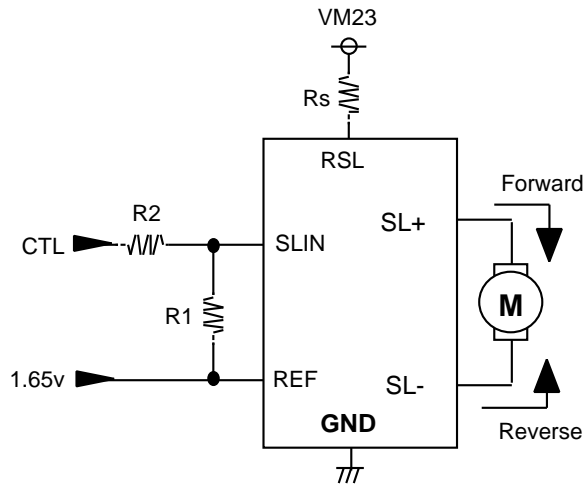 VM23
Rs
RSL
Forward
R2
SL+
CTL
SLIN
R1
M
1.65v
REF
SL-
GND
Reverse